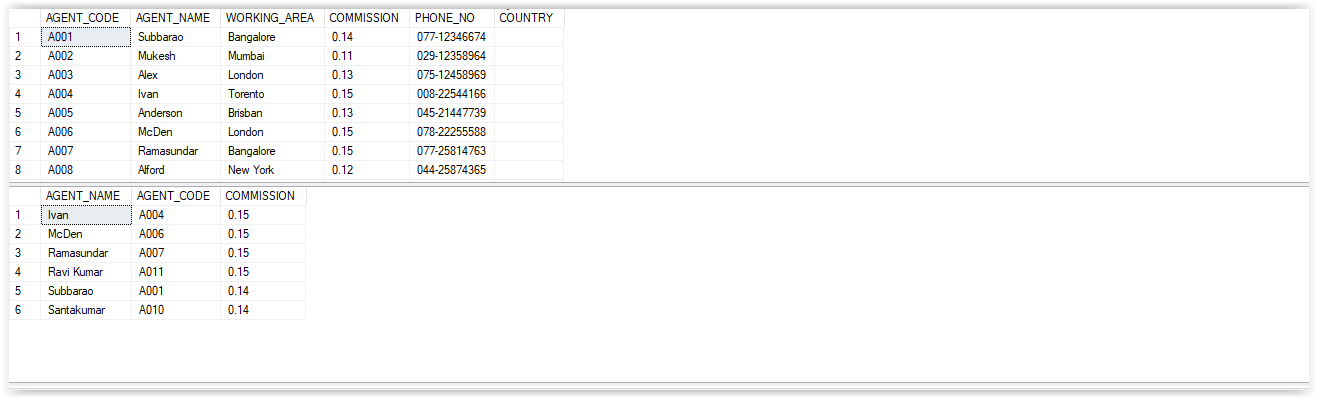 AGENT_CODE AGENT_NAME WORKING_AREA COMMISSION PHONE_NO COUNTRY
1 A001 Subbarao Bangalore 0.14 077-12346674
2 A002 Mukesh Mumbai 0.11 029-12358964
3 A003 Alex London 0.13 075-12458969
4 A004 Ivan Torento 0.15 008-22544166
5 A005 Anderson Brisban 0.13 045-21447739
6 A006 McDen London 0.15 078-22255588
7 A007 Ramasundar Bangalore 0.15 077-25814763
8 A008 Alford New York 0.12 044-25874365
AGENT_NAME AGENT_CODE COMMISSION
1 Ivan A004 0.15
2 McDen A006 0.15
3 Ramasundar A007 0.15
4 Ravi Kumar A011 0.15
5 Subbarao A001 0.14
6 Santakumar A010 0.14